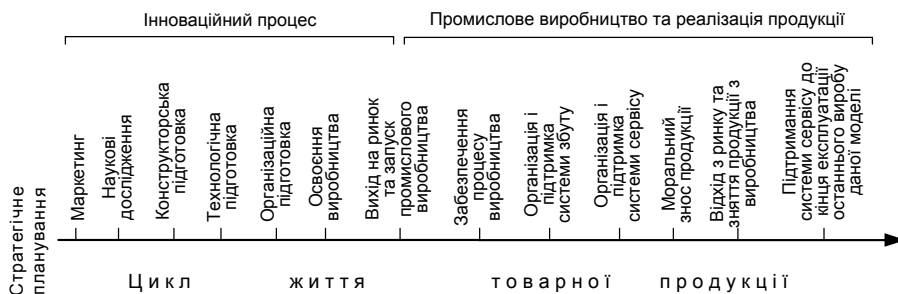 Інноваційний процес
Промислове виробництво та реалізація продукції
Стратегічне
планування
Маркетинг
Наукові
дослідження
Конструкторська
підготовка
Технологічна
підготовка
Організаційна
підготовка
Освоєння
виробництва
Вихід на ринок
та запуск
промислового
виробництва
Забезпечення
процесу
виробництва
Організація і
підтримка
системи збуту
Організація і
підтримка
системи сервісу
Моральний
знос продукції
Відхід з ринку та
зняття продукції з
виробництва
Підтримання
системи сервісу до
кінця експлуатації
останнього виробу
даної моделі
Цикл життя товарної продукції